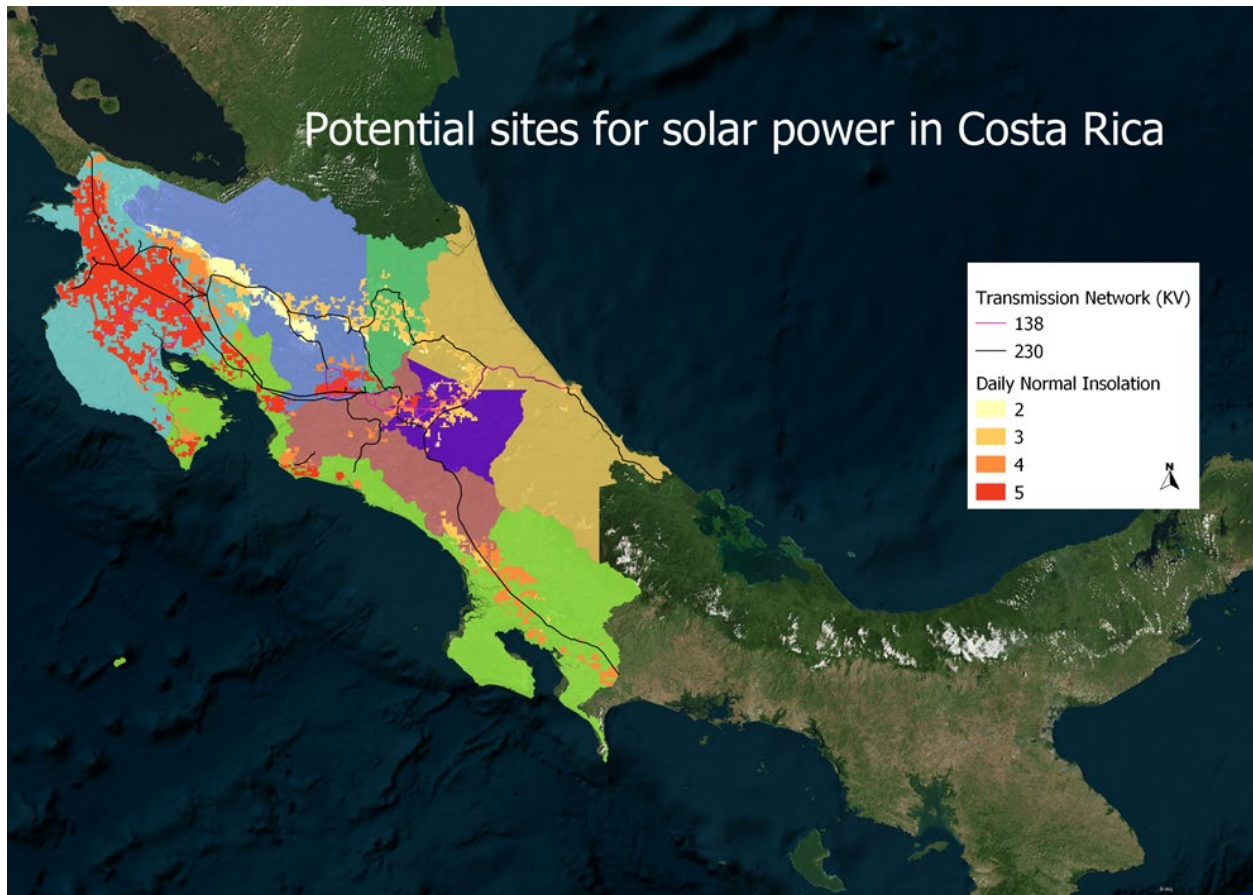 Potential sites for solar power in Costa Rica
Transmission Network (KV)
138
230
Daily Normal Insolation
2
3
4
5
N